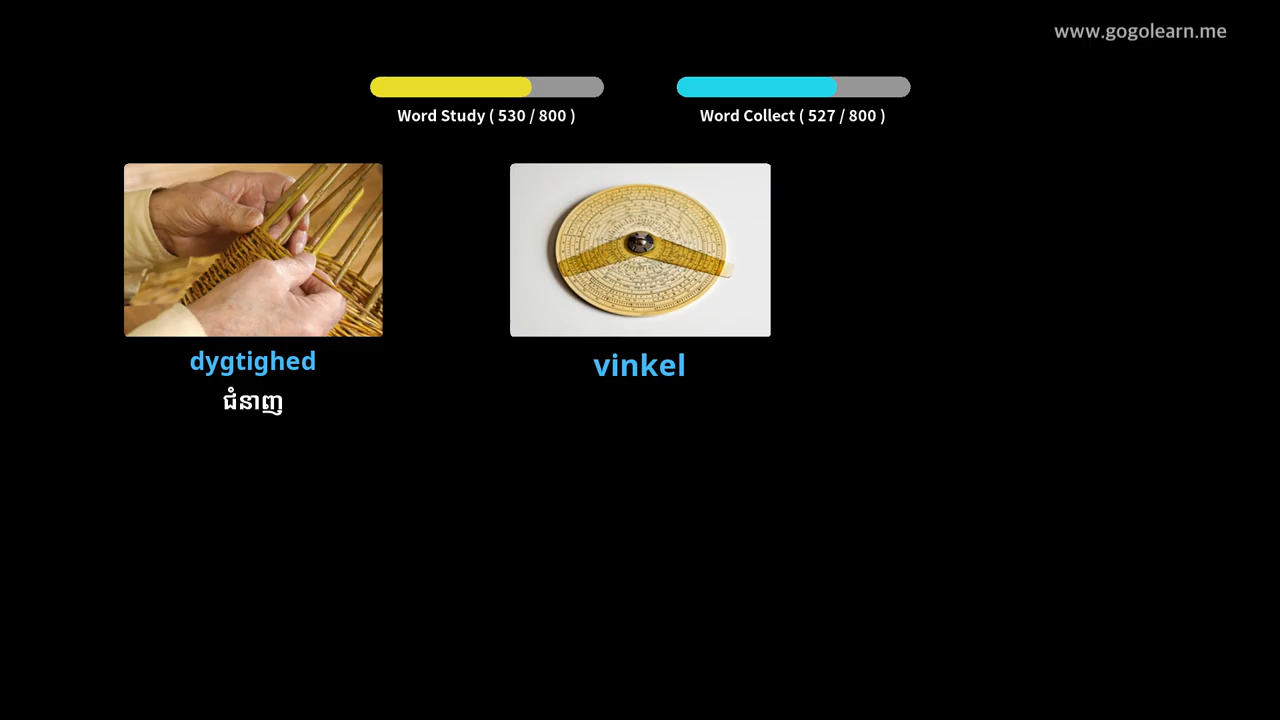 www.gogolearn.me
Word Study ( 530 / 800 )
Word Collect ( 527 / 800 )
dygtighed
ជំនាញ
vinkel